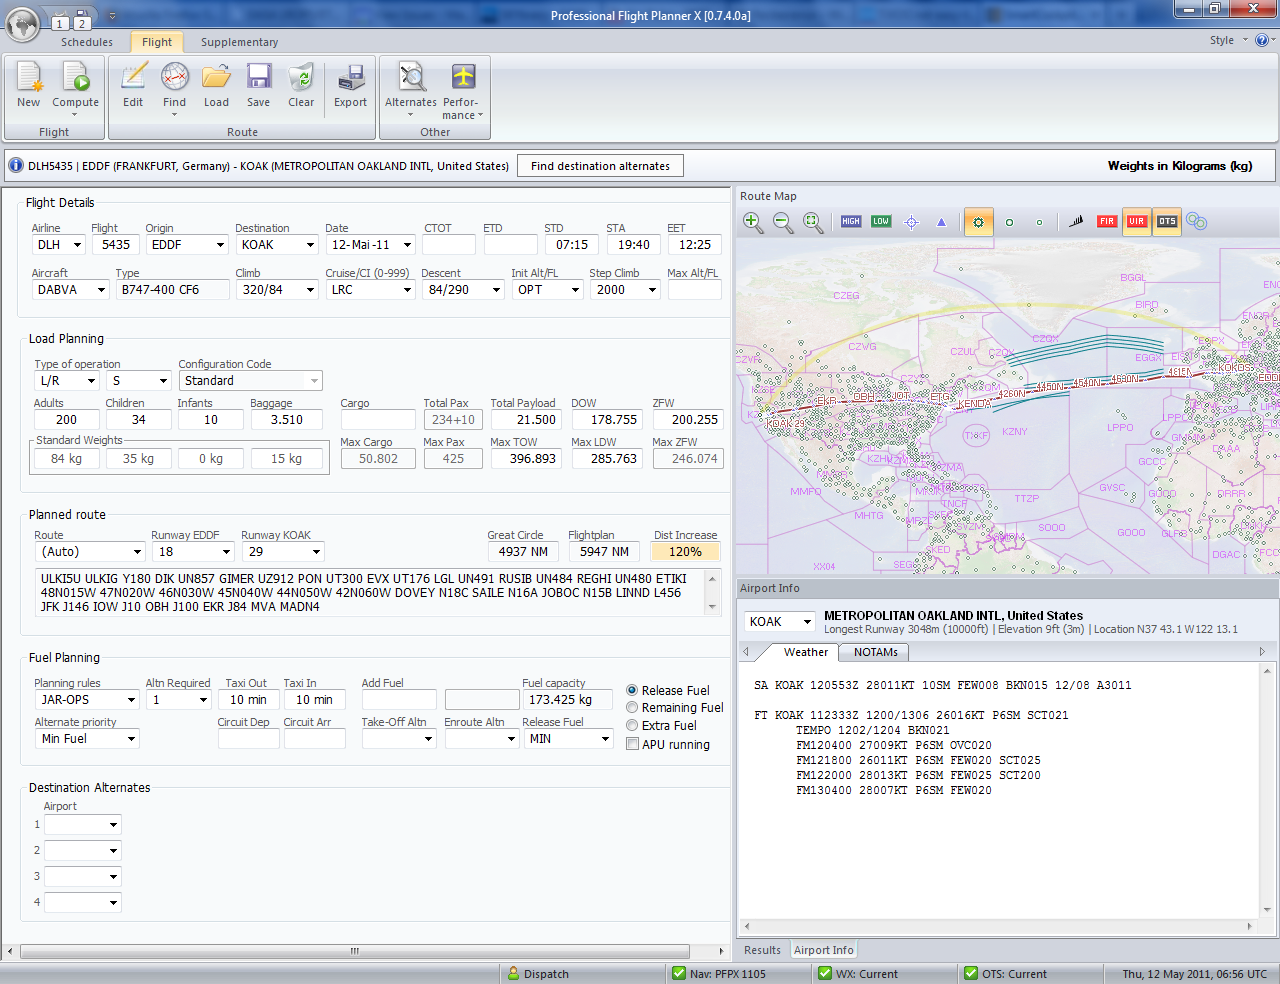 Professional Flight Planner X [0.7.4.0a]
1 2
Schedules Flight Supplementary
Style
New Compute Edit Find Load Save Clear Export Alternates Perfor-
mance
Flight Route Other
DLH5435 | EDDF (FRANKFURT, Germany) - KOAK (METROPOLITAN OAKLAND INTL, United States) Find destination alternates Weights in Kilograms (kg)
Flight Details
Airline Flight Origin Destination Date CTOT ETD STD STA EET
DLH 5435 EDDF KOAK 12-Mai-11 07:15 19:40 12:25
Aircraft Type Climb Cruise/CI (0-999) Descent Init Alt/FL Step Climb Max Alt/FL
DABVA B747-400 CF6 320/84 LRC 84/290 OPT 2000
Load Planning
Type of operation Configuration Code
L/R S Standard
Adults Children Infants Baggage Cargo Total Pax Total Payload DOW ZFW
200 34 10 3.510 234+10 21.500 178.755 200.255
Standard Weights Max Cargo Max Pax Max TOW Max LDW Max ZFW
84 kg 35 kg 0 kg 15 kg 50.802 425 396.893 285.763 246.074
Planned route
Route Runway EDDF Runway KOAK Great Circle Flightplan Dist Increase
(Auto) 18 29 4937 NM 5947 NM 120%
ULKI5U ULKIG Y180 DIK UN857 GIMER UZ912 PON UT300 EVX UT176 LGL UN491 RUSIB UN484 REGHI UN480 ETIKI
48N015W 47N020W 46N030W 45N040W 44N050W 42N060W DOVEY N18C SAILE N16A JOBOC N15B LINND L456
JFK J146 IOW J10 OBH J100 EKR J84 MVA MADN4
Fuel Planning
Planning rules Altn Required Taxi Out Taxi In Add Fuel Fuel capacity
JAR-OPS 1 10 min 10 min 173.425 kg
Release Fuel
Remaining Fuel
Extra Fuel
APU running
Alternate priority Circuit Dep Circuit Arr Take-Off Altn Enroute Altn Release Fuel
Min Fuel MIN
Destination Alternates
Airport
1
2
3
4
Route Map
HIGH LOW FIR UIR OTS
BGGL
CZEG
BIRD
CZQX
CZWG
CZUL
EGGX
EKR OBH JOT ETG KENDA 4260N 4450N 4540N 4630N 4815N KOKOS
KOAK 29
TXKF KZNY
LPPO
GMMM
DAAA
GCCC
KZMA
MMFO
MHTG
TTZP
GVSC
GOOO
DRRR
SOOO
GOOO
GLRB
DGAC
SKED
SEG
XX04
Airport Info
KOAK METROPOLITAN OAKLAND INTL, United States
Longest Runway 3048m (10000ft) | Elevation 9ft (3m) | Location N37 43.1 W122 13.1
Weather NOTAMs
SA KOAK 120553Z 28011KT 10SM FEW008 BKN015 12/08 A3011
FT KOAK 112333Z 1200/1306 26016KT P6SM SCT021
TEMPO 1202/1204 BKN021
FM120400 27009KT P6SM OVC020
FM121800 26011KT P6SM FEW020 SCT025
FM122000 28013KT P6SM FEW025 SCT200
FM130400 28007KT P6SM FEW020
Results Airport Info
Dispatch Nav: PFPX 1105 WX: Current OTS: Current Thu, 12 May 2011, 06:56 UTC